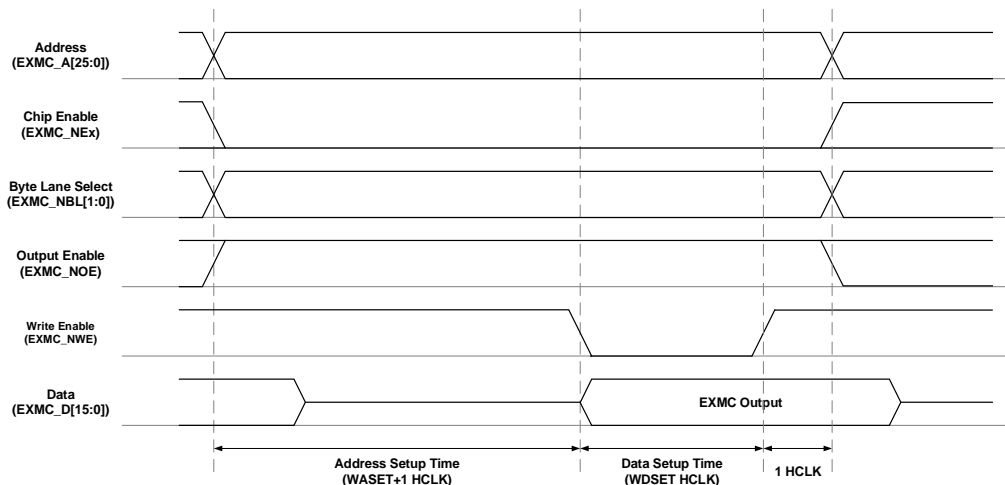 Address
(EXMC_A[25:0])
Chip Enable
(EXMC_NEx)
Byte Lane Select
(EXMC_NBL[1:0])
Output Enable
(EXMC_NOE)
Write Enable
(EXMC_NWE)
Data
(EXMC_D[15:0])
EXMC Output
Address Setup Time
(WASET+1 HCLK)
Data Setup Time
(WDSET HCLK)
1 HCLK